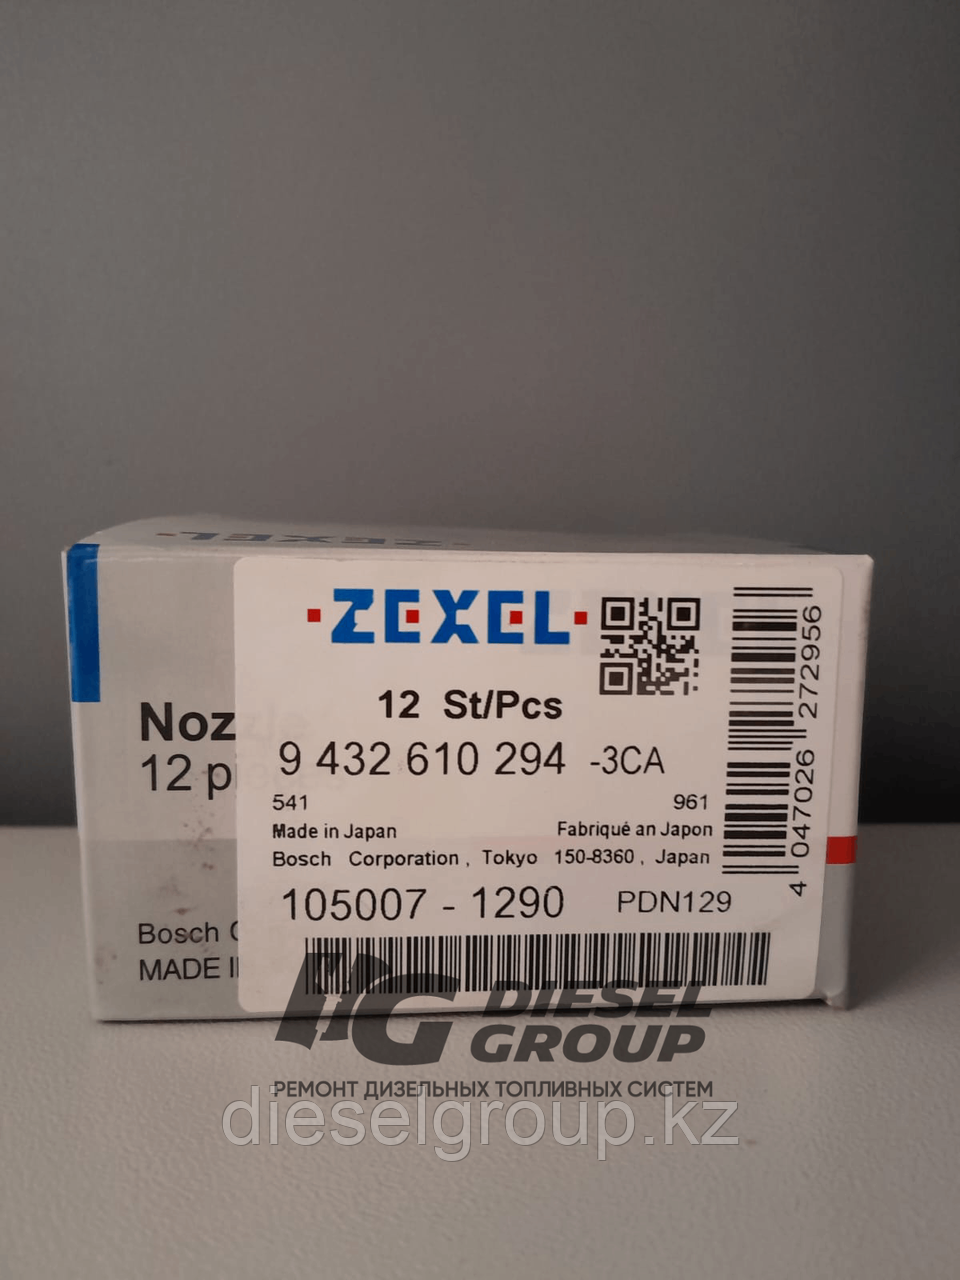 ZEXEL
ZEXEL
12 St/Pcs
9 432 610 294 -3CA
541 961
Made in Japan Fabriqué an Japon
Bosch Corporation, Tokyo 150-8360, Japan
105007 - 1290 PDN129
4 047026 272956
12
Bosch
MADE
DIESEL
GROUP
РЕМОНТ ДИЗЕЛЬНЫХ ТОПЛИВНЫХ СИСТЕМ
dieselgroup.kz